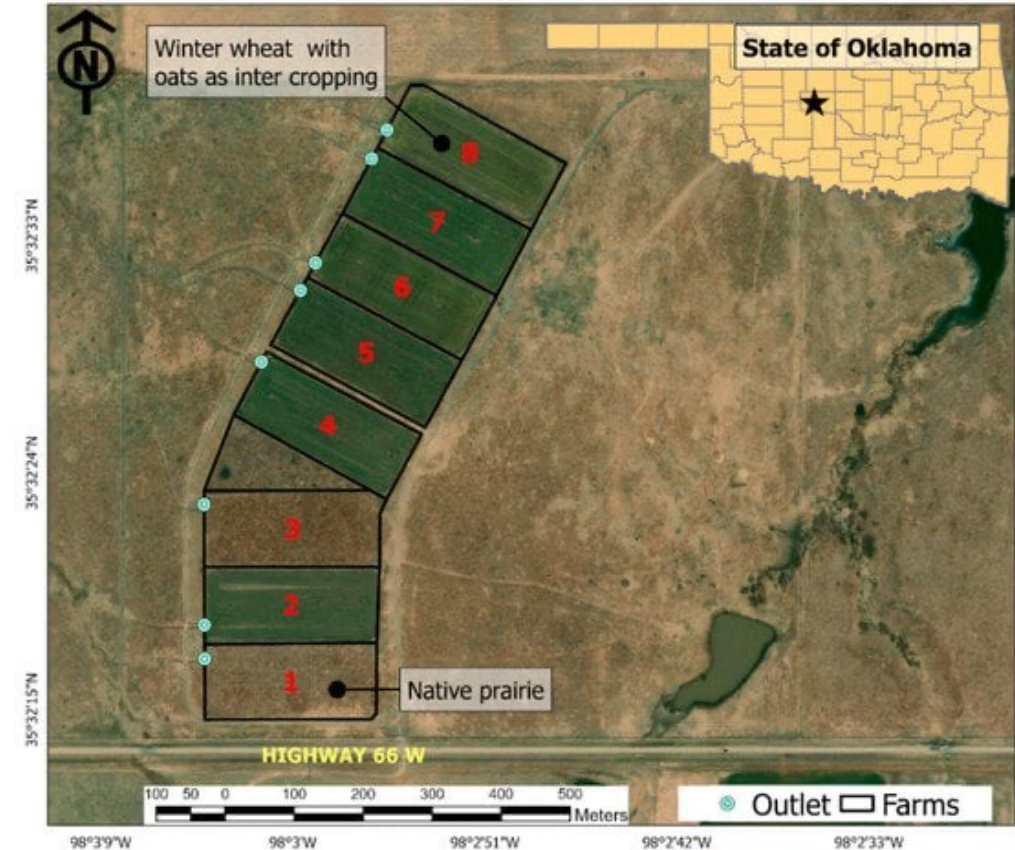 N
Winter wheat with
oats as inter cropping
State of Oklahoma
8
7
6
5
4
3
2
1
Native prairie
HIGHWAY 66 W
100 50 0 100 200 300 400 500
Meters
Outlet Farms
35°32'33"N
35°32'24"N
35°32'15"N
98°3'9"W 98°3'W 98°2'51"W 98°2'42"W 98°2'33"W